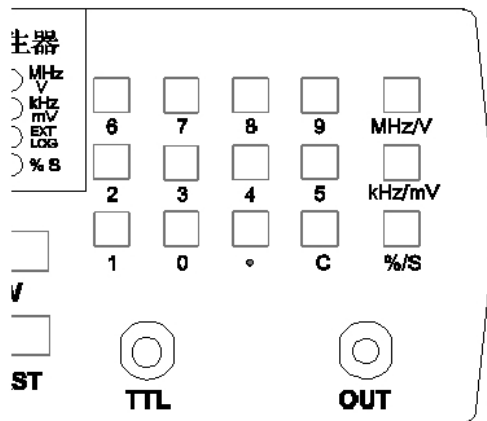 生器
MHz
V
kHz
mV
EXT
LOG
% S
6 7 8 9 MHz/V
2 3 4 5 kHz/mV
1 0 • C %/S
V
ST
TTL OUT